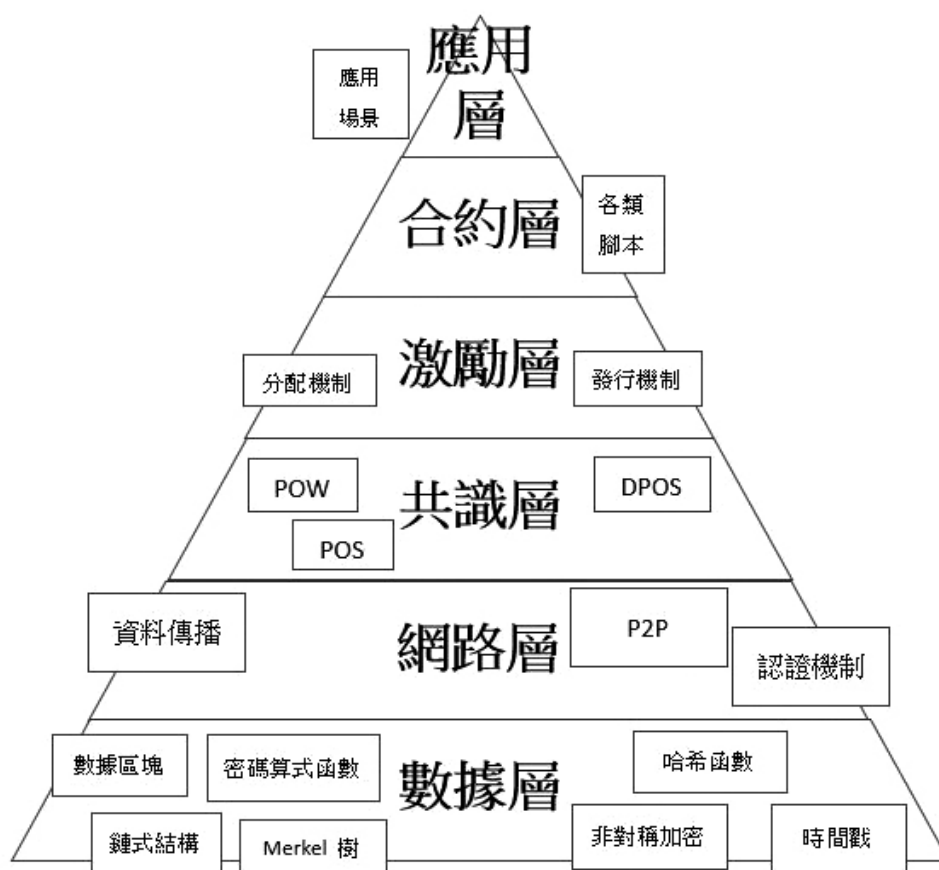 應用
層
應用
場景
合約層
各類
腳本
激勵層
分配機制
發行機制
POW
共識層
DPOS
POS
資料傳播
網路層
P2P
認證機制
數據區塊
密碼算式函數
數據層
哈希函數
鏈式結構
Merkel 樹
非對稱加密
時間戳